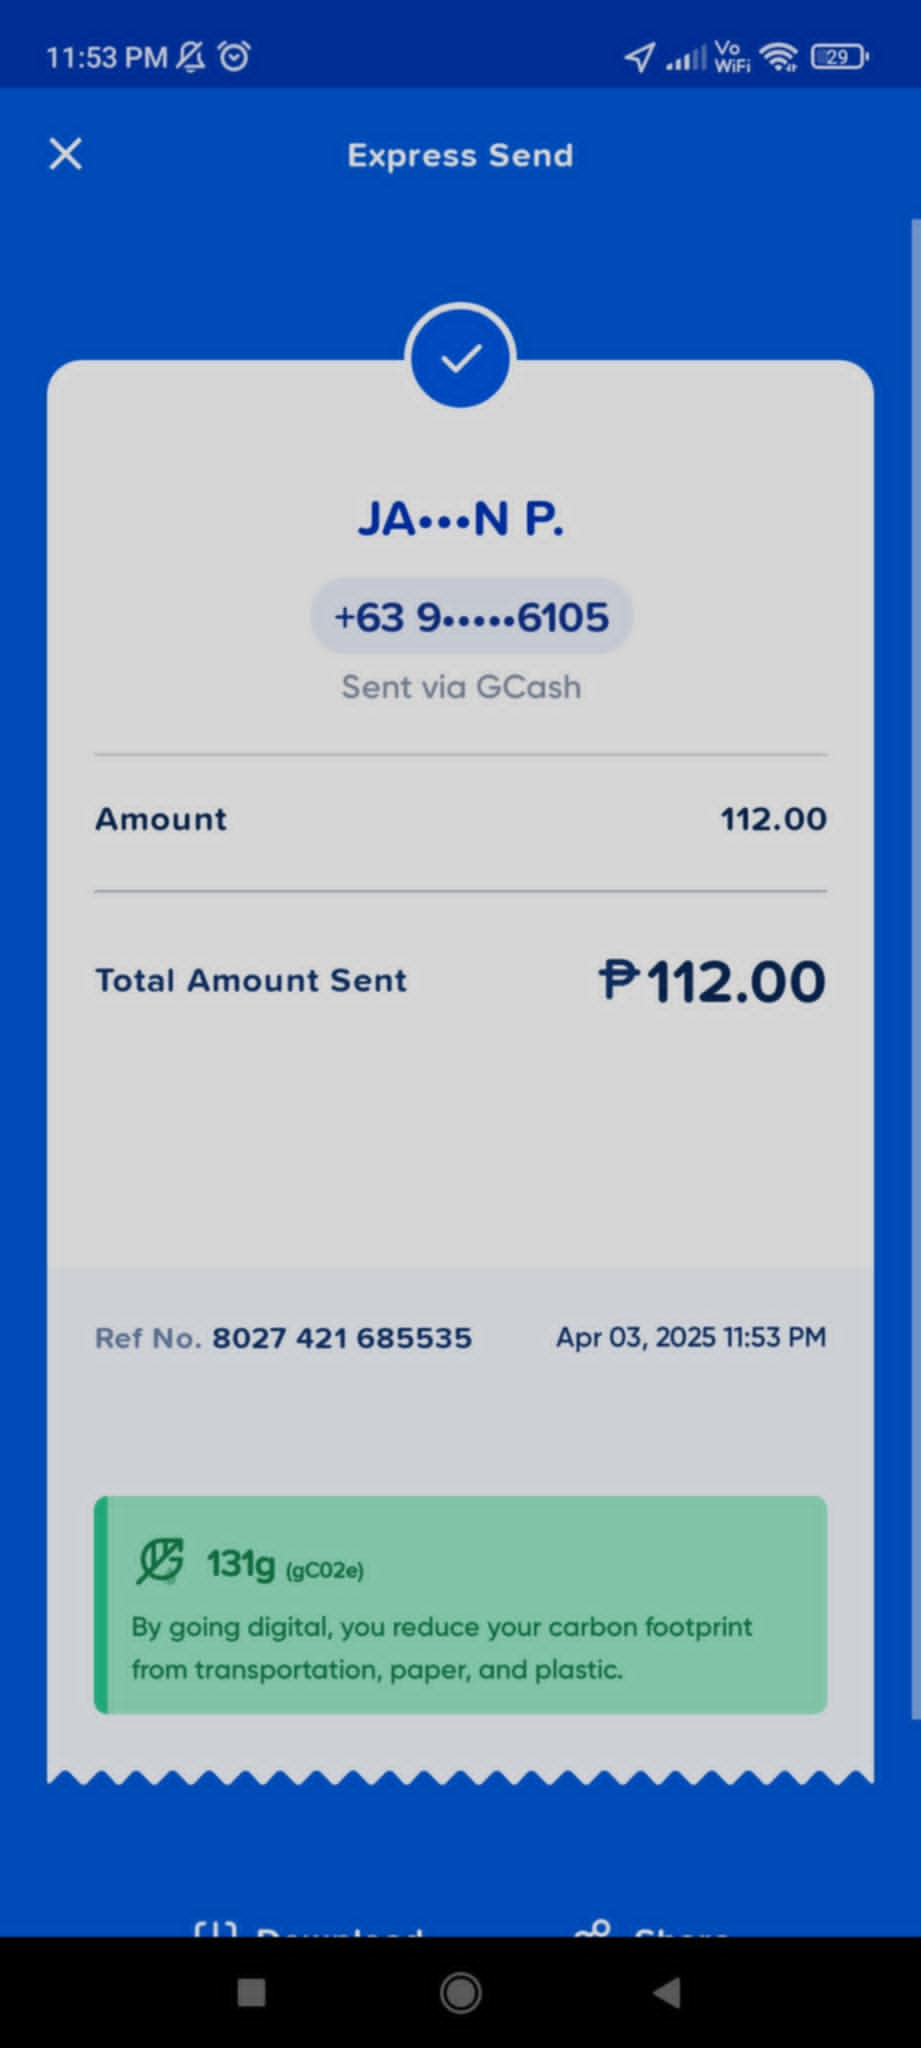 11:53 PM
Vo
WiFi
29
Express Send
JA•••N P.
+63 9•••••6105
Sent via GCash
Amount 112.00
Total Amount Sent ₱112.00
Ref No. 8027 421 685535 Apr 03, 2025 11:53 PM
131g (gC02e)
By going digital, you reduce your carbon footprint
from transportation, paper, and plastic.
Download Share